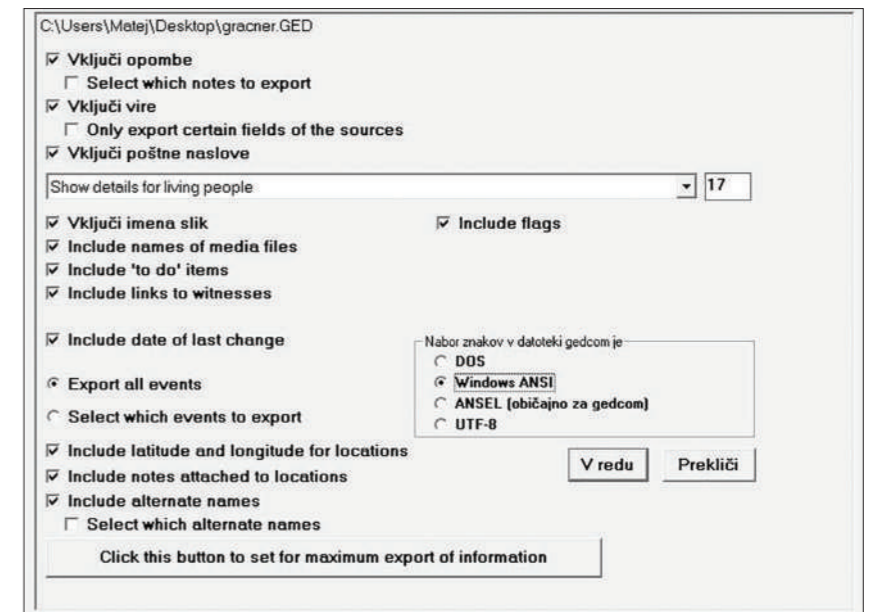 C:\Users\Matej\Desktop\gracner.GED
Vključi opombe
Select which notes to export
Vključi vire
Only export certain fields of the sources
Vključi poštne naslove
Show details for living people 17
Vključi imena slik
Include flags
Include names of media files
Include 'to do' items
Include links to witnesses
Include date of last change
Nabor znakov v datoteki gedcom je
DOS
Windows ANSI
ANSEL (običajno za gedcom)
UTF-8
Export all events
Select which events to export
Include latitude and longitude for locations
Include notes attached to locations
Include alternate names
Select which alternate names
V redu
Prekliči
Click this button to set for maximum export of information